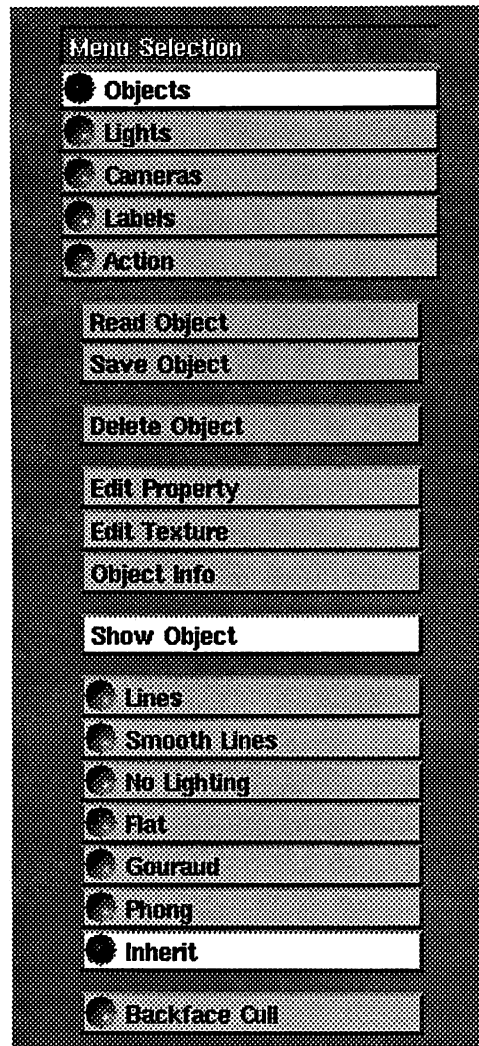 Menu Selection
Objects
Lights
Cameras
Labels
Action
Read Object
Save Object
Delete Object
Edit Property
Edit Texture
Object Info
Show Object
Lines
Smooth Lines
No Lighting
Flat
Gouraud
Phong
Inherit
Backface Cull